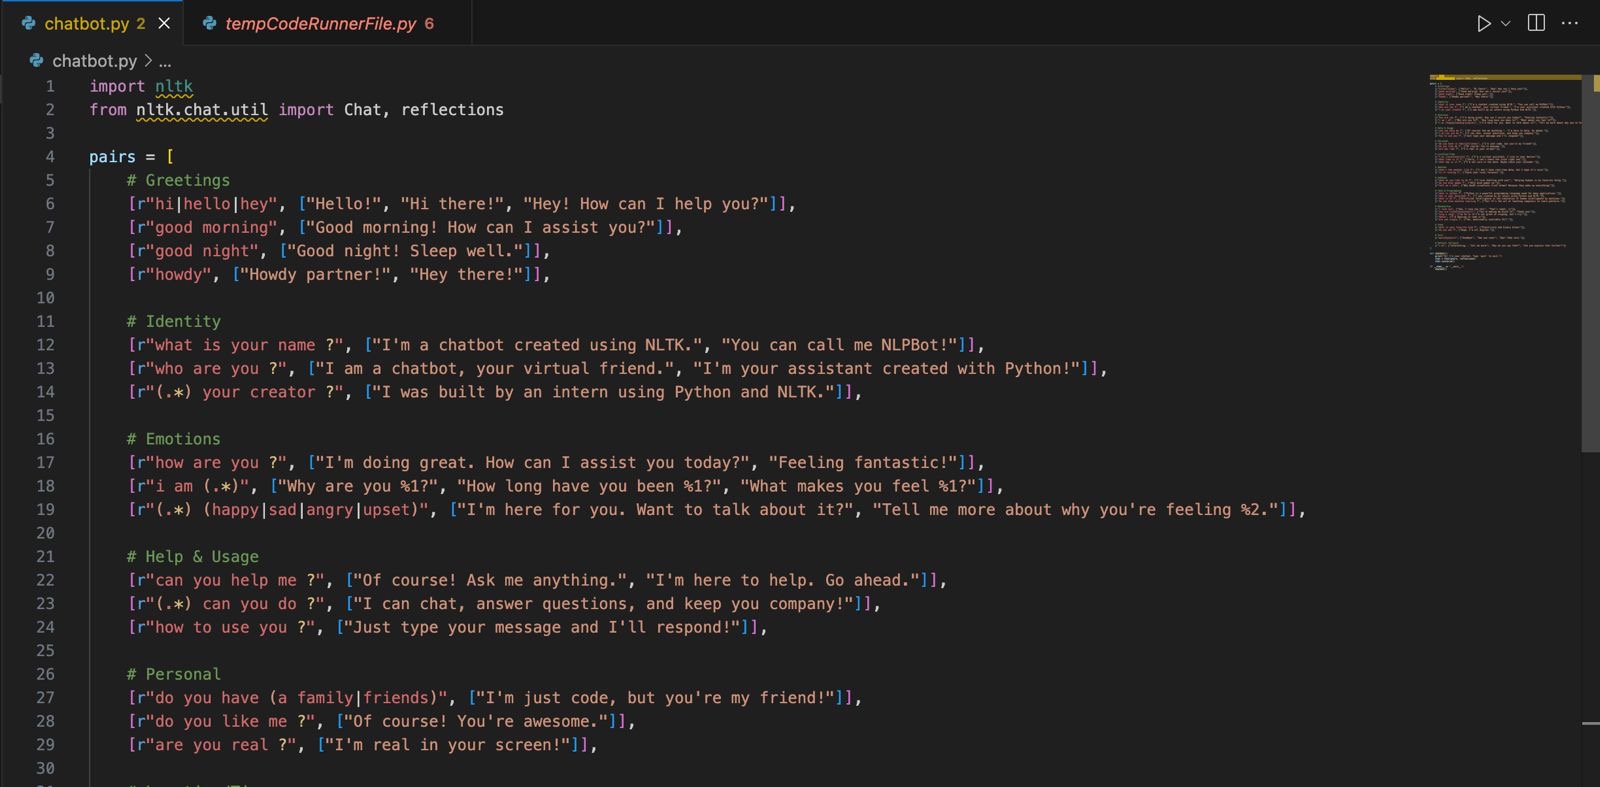 chatbot.py 2 tempCodeRunnerFile.py 6
chatbot.py > ...
1 import nltk
2 from nltk.chat.util import Chat, reflections
3
4 pairs = [
5 # Greetings
6 [r"hi|hello|hey", ["Hello!", "Hi there!", "Hey! How can I help you?"]],
7 [r"good morning", ["Good morning! How can I assist you?"]],
8 [r"good night", ["Good night! Sleep well."]],
9 [r"howdy", ["Howdy partner!", "Hey there!"]],
10
11 # Identity
12 [r"what is your name ?", ["I'm a chatbot created using NLTK.", "You can call me NLPBot!"]],
13 [r"who are you ?", ["I am a chatbot, your virtual friend.", "I'm your assistant created with Python!"]],
14 [r"(.*) your creator ?", ["I was built by an intern using Python and NLTK."]],
15
16 # Emotions
17 [r"how are you ?", ["I'm doing great. How can I assist you today?", "Feeling fantastic!"]],
18 [r"i am (.*)", ["Why are you %1?", "How long have you been %1?", "What makes you feel %1?"]],
19 [r"(.*) (happy|sad|angry|upset)", ["I'm here for you. Want to talk about it?", "Tell me more about why you're feeling %2."]],
20
21 # Help & Usage
22 [r"can you help me ?", ["Of course! Ask me anything.", "I'm here to help. Go ahead."]],
23 [r"(.*) can you do ?", ["I can chat, answer questions, and keep you company!"]],
24 [r"how to use you ?", ["Just type your message and I'll respond!"]],
25
26 # Personal
27 [r"do you have (a family|friends)", ["I'm just code, but you're my friend!"]],
28 [r"do you like me ?", ["Of course! You're awesome."]],
29 [r"are you real ?", ["I'm real in your screen!"]],
30